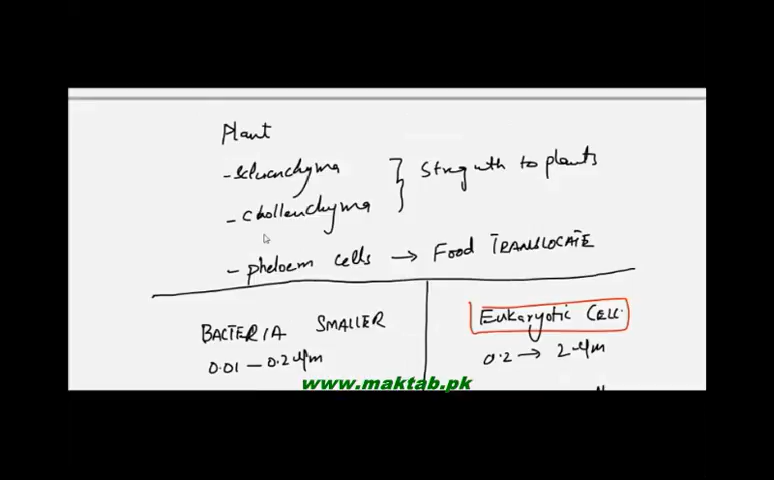 Plant
- Sclerenchyma
- Chollenchyma
Strength to plants
- pheloem cells → Food TRANSLOCATE
BACTERIA SMALLER
0.01 – 0.2 µm
Eukaryotic CELL
0.2 → 2 µm
www.maktab.pk